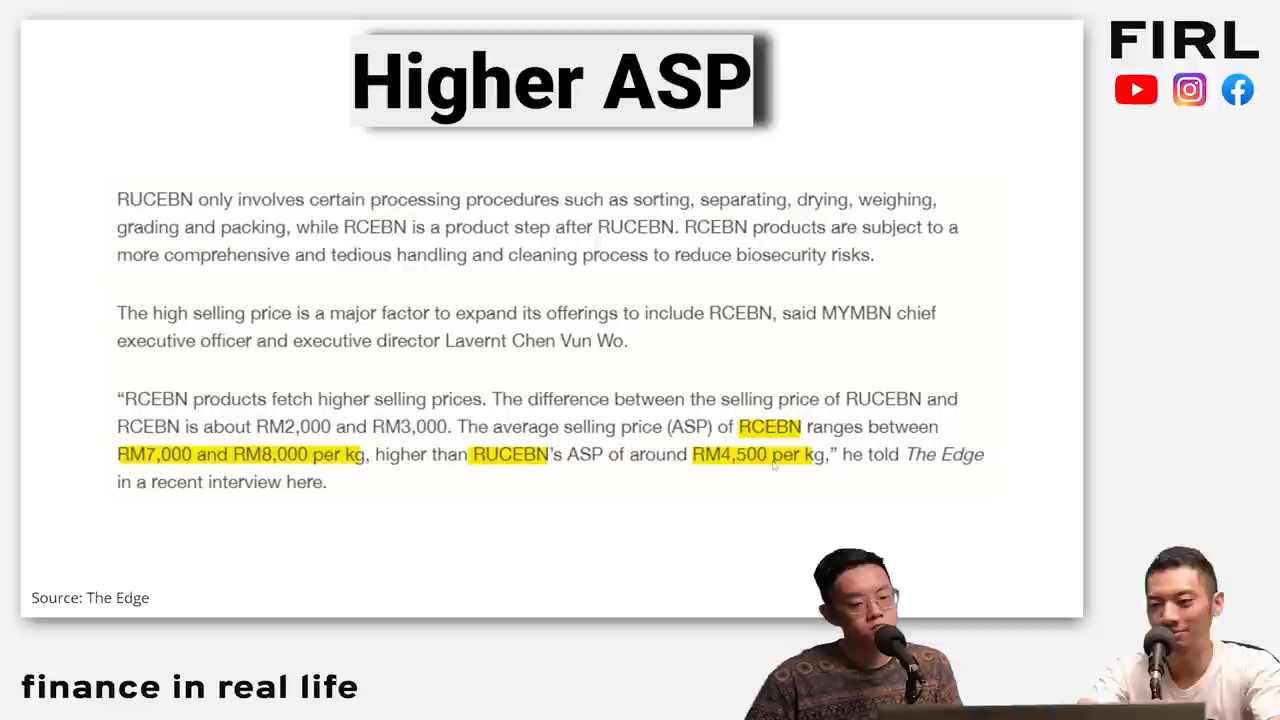 Higher ASP
FIRL
RUCEBN only involves certain processing procedures such as sorting, separating, drying, weighing,
grading and packing, while RCEBN is a product step after RUCEBN. RCEBN products are subject to a
more comprehensive and tedious handling and cleaning process to reduce biosecurity risks.
The high selling price is a major factor to expand its offerings to include RCEBN, said MYMBN chief
executive officer and executive director Lavernt Chen Vun Wo.
“RCEBN products fetch higher selling prices. The difference between the selling price of RUCEBN and
RCEBN is about RM2,000 and RM3,000. The average selling price (ASP) of RCEBN ranges between
RM7,000 and RM8,000 per kg, higher than RUCEBN’s ASP of around RM4,500 per kg,” he told The Edge
in a recent interview here.
Source: The Edge
finance in real life